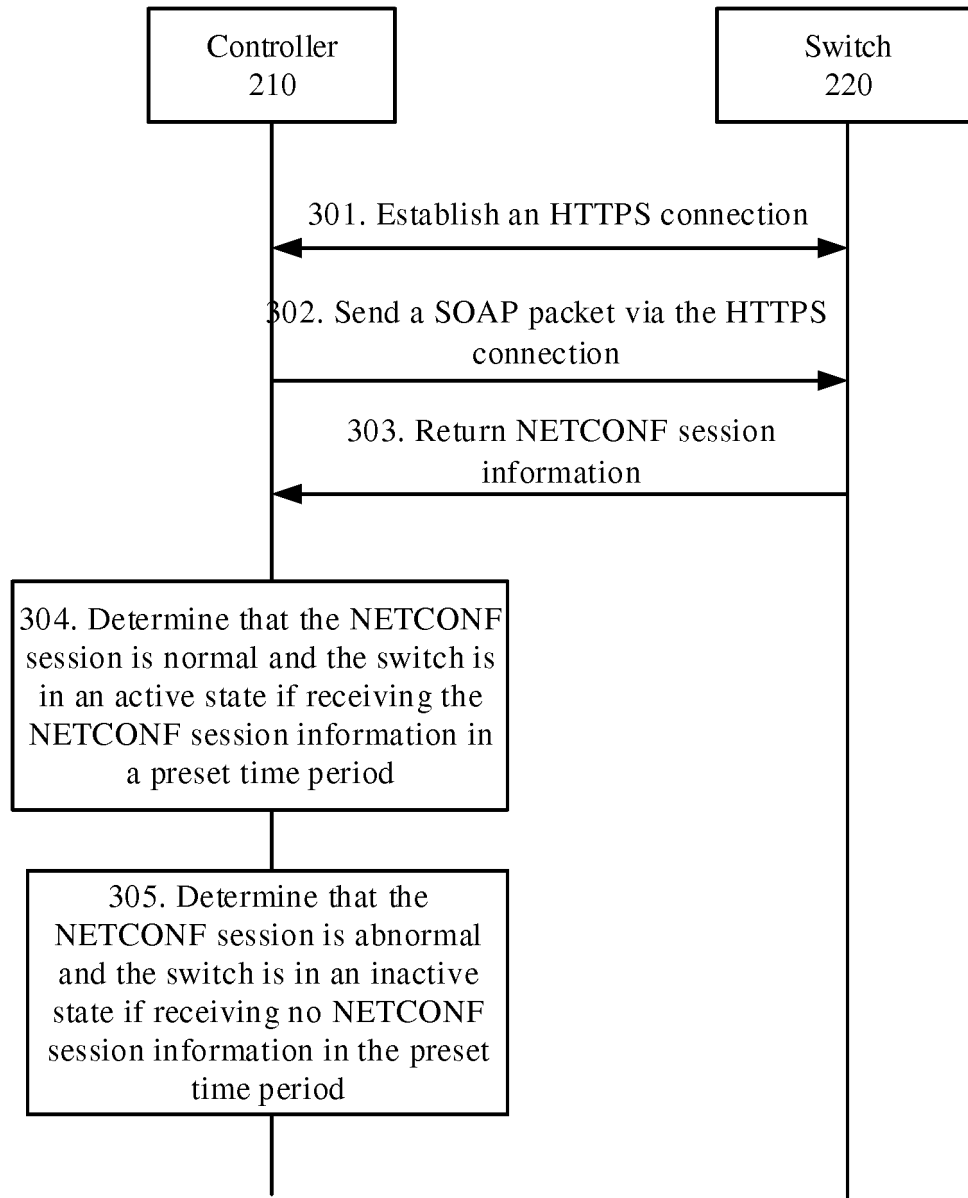 Controller
210
Switch
220
301. Establish an HTTPS connection
302. Send a SOAP packet via the HTTPS
connection
303. Return NETCONF session
information
304. Determine that the NETCONF
session is normal and the switch is
in an active state if receiving the
NETCONF session information in
a preset time period
305. Determine that the
NETCONF session is abnormal
and the switch is in an inactive
state if receiving no NETCONF
session information in the preset
time period